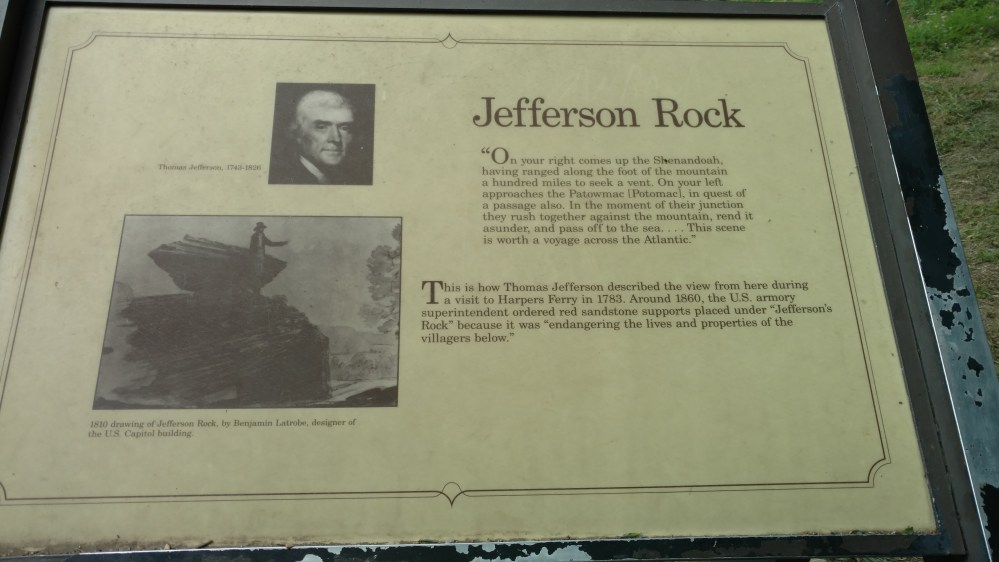 Jefferson Rock
Thomas Jefferson, 1743-1826
"On your right comes up the Shenandoah,
having ranged along the foot of the mountain
a hundred miles to seek a vent. On your left
approaches the Patowmac [Potomac], in quest of
a passage also. In the moment of their junction
they rush together against the mountain, rend it
asunder, and pass off to the sea. . . . This scene
is worth a voyage across the Atlantic."
This is how Thomas Jefferson described the view from here during
a visit to Harpers Ferry in 1783. Around 1860, the U.S. armory
superintendent ordered red sandstone supports placed under "Jefferson's
Rock" because it was "endangering the lives and properties of the
villagers below."
1810 drawing of Jefferson Rock, by Benjamin Latrobe, designer of
the U.S. Capitol building.